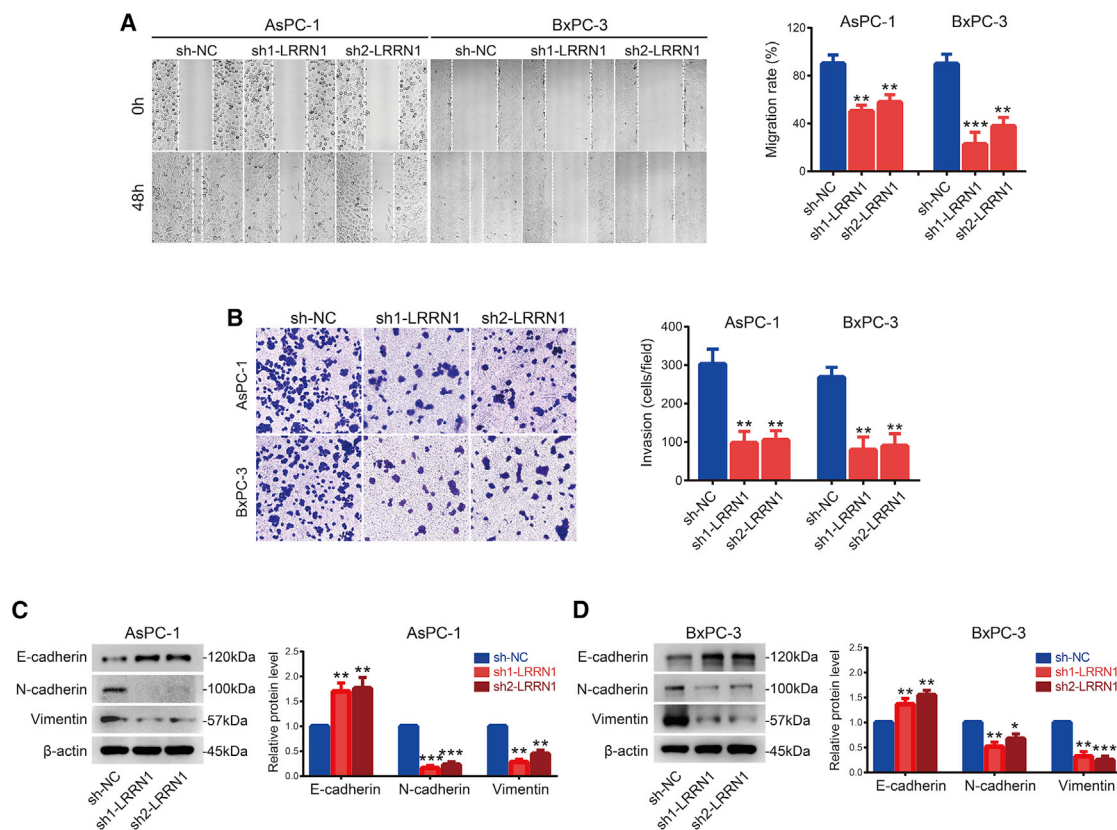 A
AsPC-1
BxPC-3
sh-NC
sh1-LRRN1
sh2-LRRN1
sh-NC
sh1-LRRN1
sh2-LRRN1
0h
48h
AsPC-1
BxPC-3
Migration rate (%)
120
80
40
0
**
**
***
**
sh-NC
sh1-LRRN1
sh2-LRRN1
sh-NC
sh1-LRRN1
sh2-LRRN1
B
sh-NC
sh1-LRRN1
sh2-LRRN1
AsPC-1
BxPC-3
AsPC-1
BxPC-3
Invasion (cells/field)
400
300
200
100
0
**
**
**
**
sh-NC
sh1-LRRN1
sh2-LRRN1
sh-NC
sh1-LRRN1
sh2-LRRN1
C
AsPC-1
E-cadherin
-120kDa
N-cadherin
-100kDa
Vimentin
-57kDa
β-actin
-45kDa
sh-NC
sh1-LRRN1
sh2-LRRN1
AsPC-1
sh-NC
sh1-LRRN1
sh2-LRRN1
Relative protein level
2.5
2.0
1.5
1.0
0.5
0.0
**
**
***
***
**
**
E-cadherin
N-cadherin
Vimentin
D
BxPC-3
E-cadherin
-120kDa
N-cadherin
-100kDa
Vimentin
-57kDa
β-actin
-45kDa
sh-NC
sh1-LRRN1
sh2-LRRN1
BxPC-3
sh-NC
sh1-LRRN1
sh2-LRRN1
Relative protein level
2.5
2.0
1.5
1.0
0.5
0.0
**
**
**
*
**
***
E-cadherin
N-cadherin
Vimentin